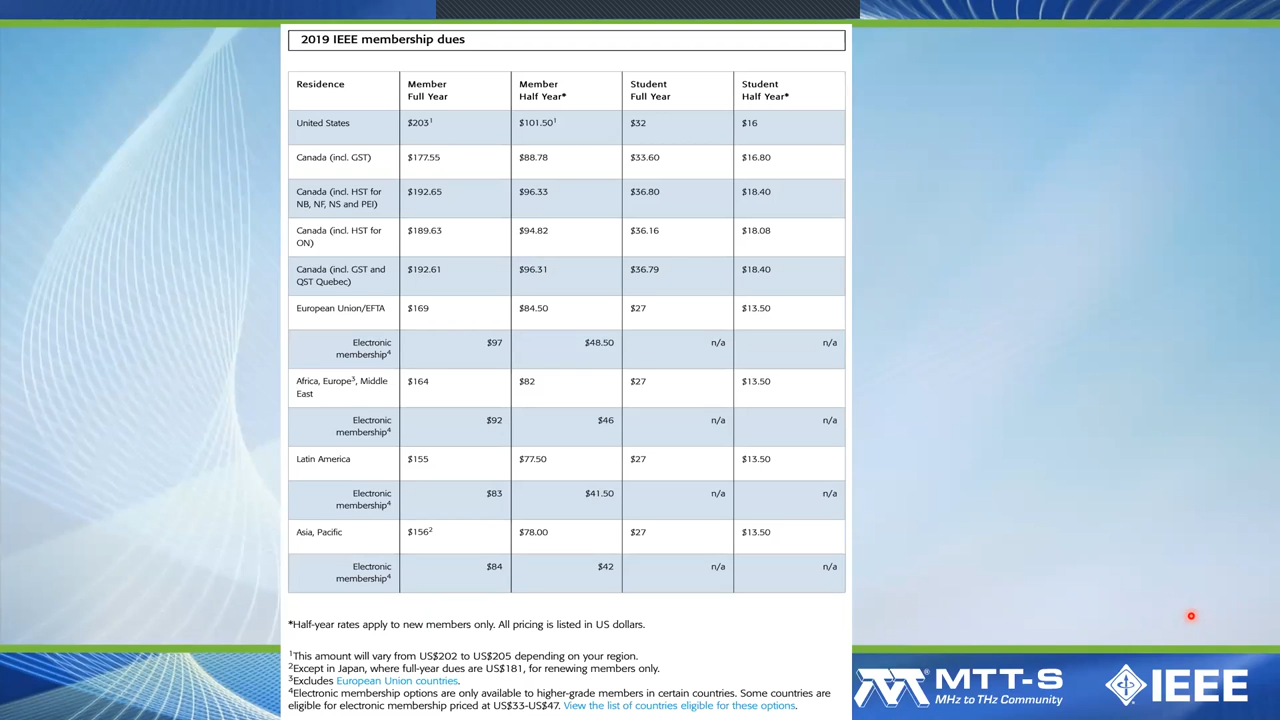 2019 IEEE membership dues
Residence
Member
Full Year
Member
Half Year*
Student
Full Year
Student
Half Year*
United States
$203¹
$101.50¹
$32
$16
Canada (incl. GST)
$177.55
$88.78
$33.60
$16.80
Canada (incl. HST for
NB, NF, NS and PEI)
$192.65
$96.33
$36.80
$18.40
Canada (incl. HST for
ON)
$189.63
$94.82
$36.16
$18.08
Canada (incl. GST and
QST Quebec)
$192.61
$96.31
$36.79
$18.40
European Union/EFTA
$169
$84.50
$27
$13.50
Electronic
membership⁴
$97
$48.50
n/a
n/a
Africa, Europe³, Middle
East
$164
$82
$27
$13.50
Electronic
membership⁴
$92
$46
n/a
n/a
Latin America
$155
$77.50
$27
$13.50
Electronic
membership⁴
$83
$41.50
n/a
n/a
Asia, Pacific
$156²
$78.00
$27
$13.50
Electronic
membership⁴
$84
$42
n/a
n/a
*Half-year rates apply to new members only. All pricing is listed in US dollars.
¹This amount will vary from US$202 to US$205 depending on your region.
²Except in Japan, where full-year dues are US$181, for renewing members only.
³Excludes European Union countries.
⁴Electronic membership options are only available to higher-grade members in certain countries. Some countries are
eligible for electronic membership priced at US$33-US$47. View the list of countries eligible for these options.
MTT-S
MHz to THz Community
IEEE